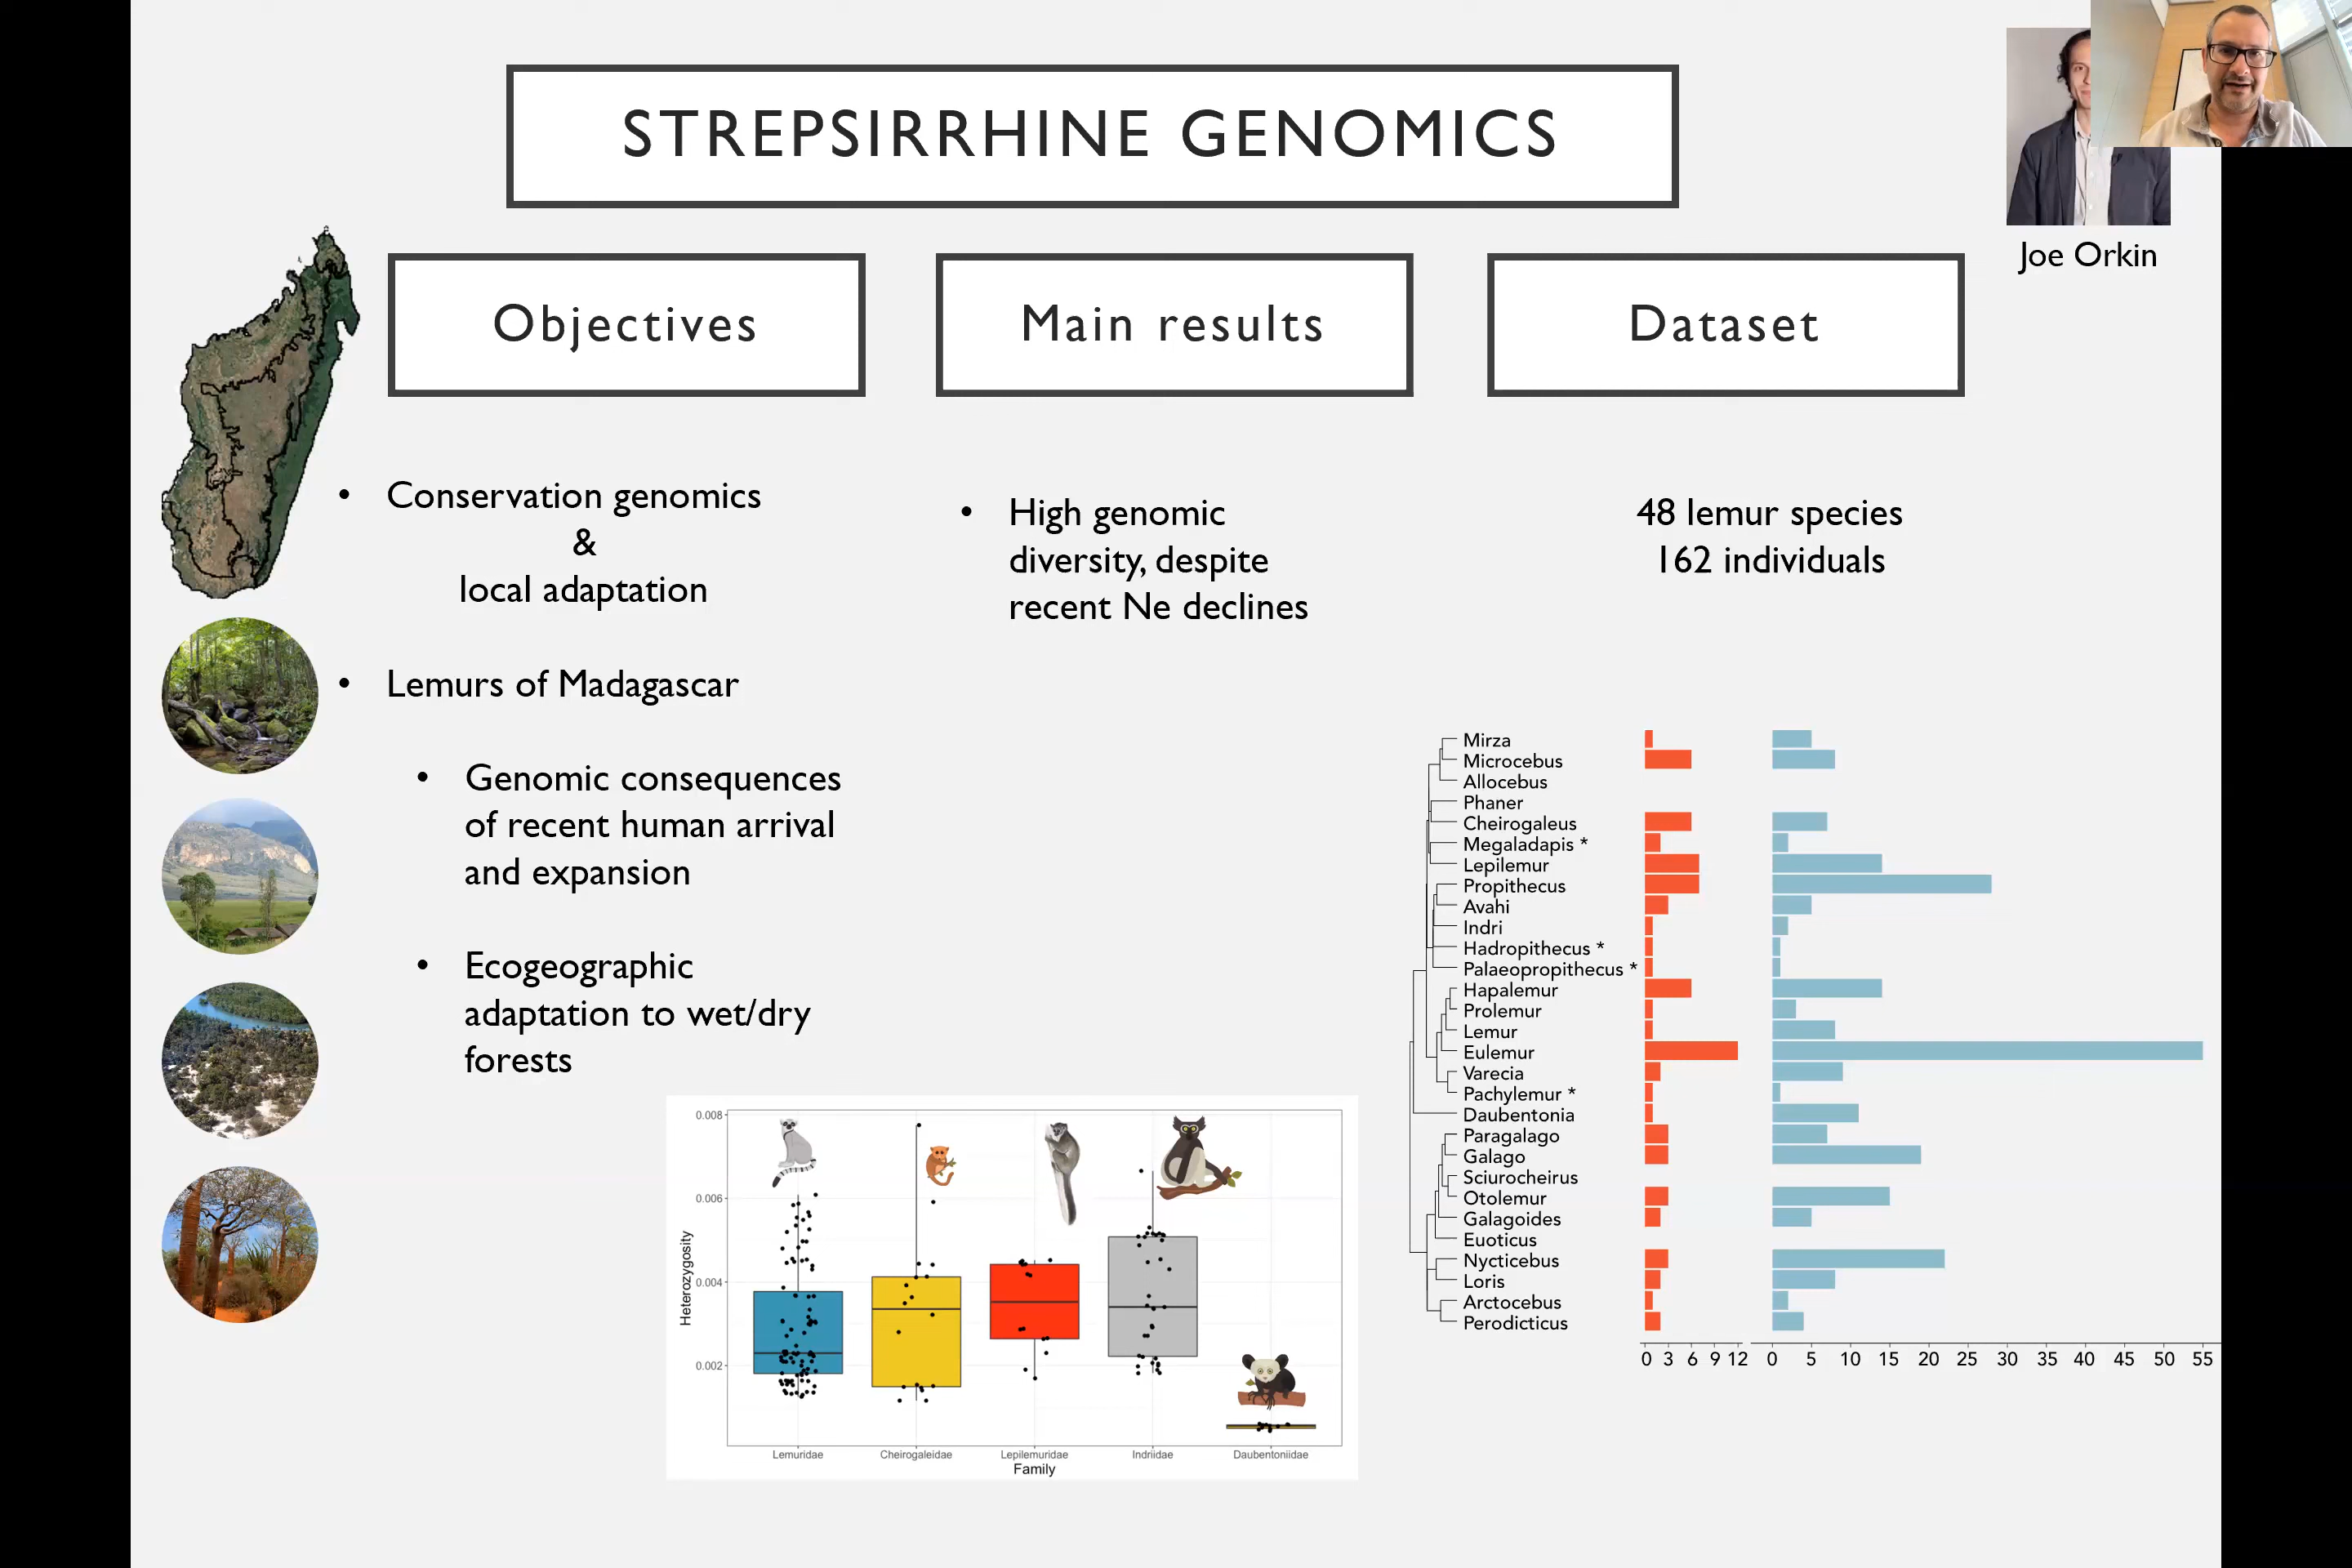 STREPSIRRHINE GENOMICS
Joe Orkin
Objectives
Main results
Dataset
• Conservation genomics
&
local adaptation
• Lemurs of Madagascar
• Genomic consequences
of recent human arrival
and expansion
• Ecogeographic
adaptation to wet/dry
forests
• High genomic
diversity, despite
recent Ne declines
48 lemur species
162 individuals
Mirza
Microcebus
Allocebus
Phaner
Cheirogaleus
Megaladapis *
Lepilemur
Propithecus
Avahi
Indri
Hadropithecus *
Palaeopropithecus *
Hapalemur
Prolemur
Lemur
Eulemur
Varecia
Pachylemur *
Daubentonia
Paragalago
Galago
Sciurocheirus
Otolemur
Galagoides
Euoticus
Nycticebus
Loris
Arctocebus
Perodicticus
0 3 6 9 12
0 5 10 15 20 25 30 35 40 45 50 55
0.008
0.006
0.004
0.002
Heterozygosity
Lemuridae Cheirogaleidae Lepilemuridae Indriidae Daubentoniidae
Family